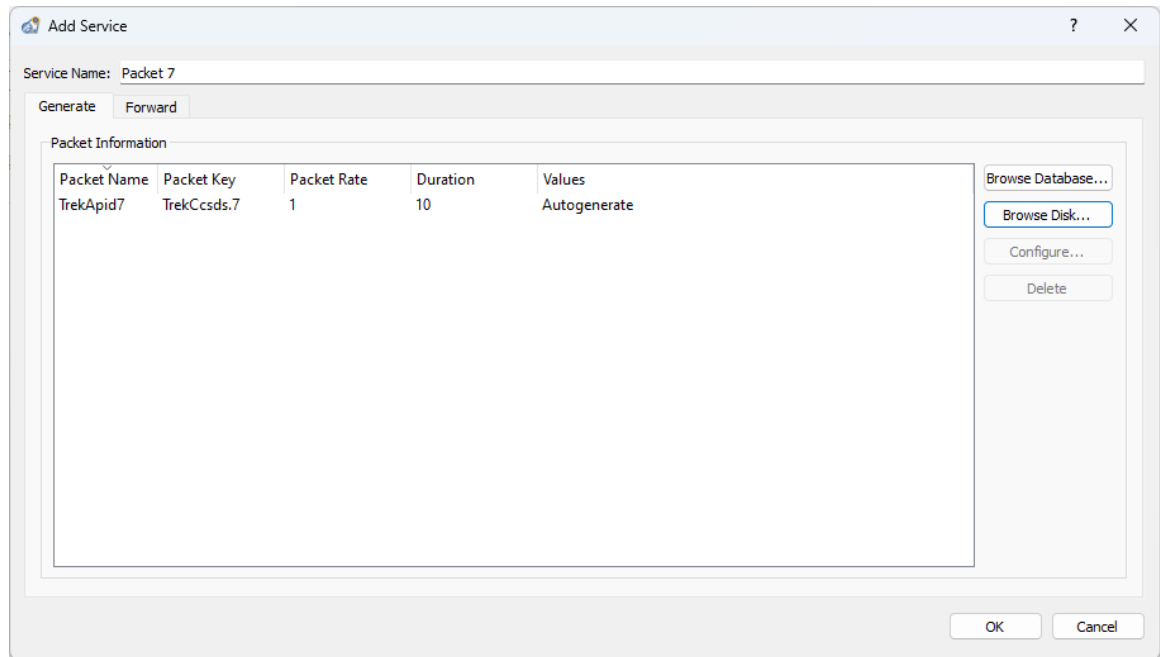 Add Service ?
Service Name: Packet 7
Generate Forward
Packet Information
Packet Name Packet Key Packet Rate Duration Values Browse Database...
TrekApid7 TrekCcsds.7 1 10 Autogenerate
Browse Disk...
Configure...
Delete
OK Cancel